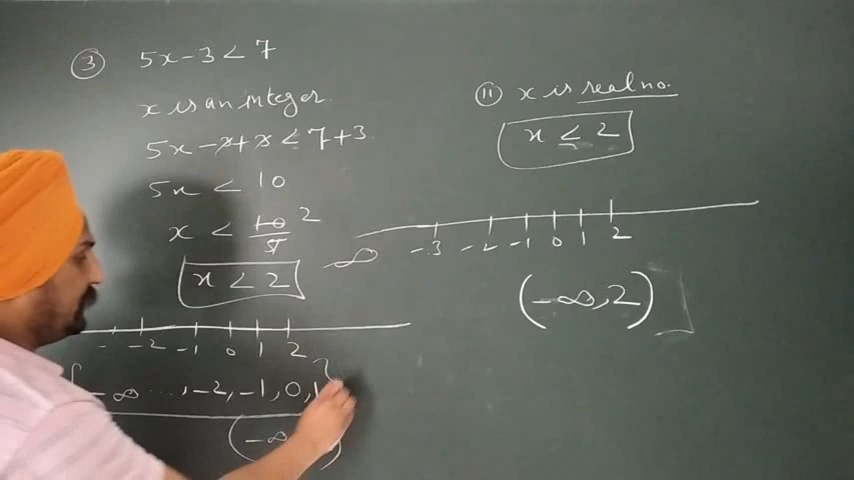 ③ 5x-3<7
x is an integer.
5x-3+3<7+3
5x < 10
x < 10/5 2
x < 2
- -2 -1 0 1 2
{-∞ ..., -2, -1, 0, 1}
(-∞ )
(ii) x is real no.
x ≤ 2
-∞ -3 -2 -1 0 1 2
(-∞, 2)